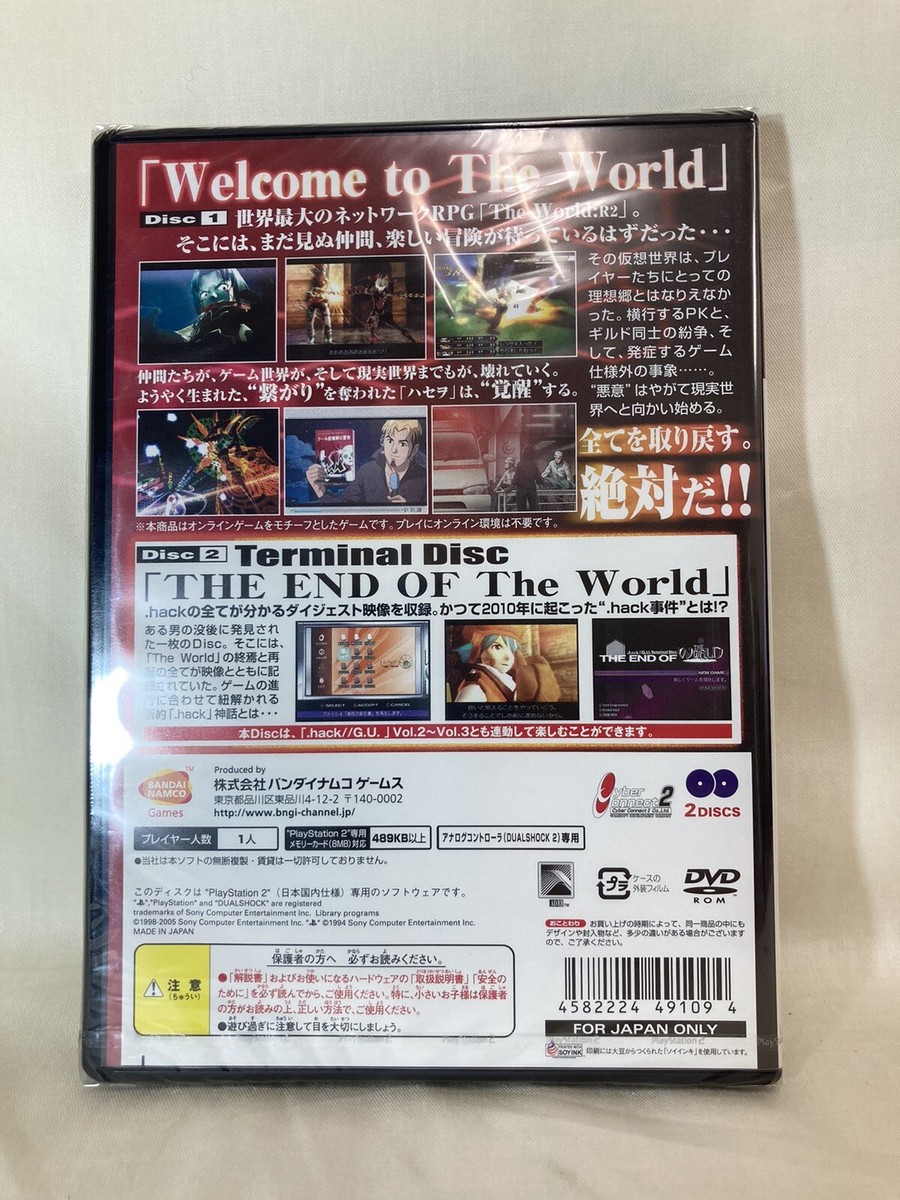 「Welcome to The World」
Disc 1 世界最大のネットワークRPG「The World:R2」。
そこには、まだ見ぬ仲間、楽しい冒険が待っているはずだった・・・
その仮想世界は、プレ
イヤーたちにとっての
理想郷とはなりえなか
った。横行するPKと、
ギルド同士の紛争、そ
して、発症するゲーム
仕様外の事象……。
“悪意”はやがて現実世
界へと向かい始める。
仲間たちが、ゲーム世界が、そして現実世界までもが、壊れていく。
ようやく生まれた、“繋がり”を奪われた「ハセヲ」は、“覚醒”する。
全てを取り戻す。
絶対だ!!
※本商品はオンラインゲームをモチーフとしたゲームです。プレイにオンライン環境は不要です。
Disc 2 Terminal Disc
「THE END OF The World」
.hackの全てが分かるダイジェスト映像を収録。かつて2010年に起こった“.hack事件”とは!?
ある男の没後に発見され
た一枚のDisc。そこには、
「The World」の終焉と再
の全てが映像とともに記
されていた。ゲームの進
行に合わせて紐解かれる
「.hack」神話とは・・・
THE END OF
NEW GAME
本Discは、「.hack//G.U.」Vol.2～Vol.3とも連動して楽しむことができます。
BANDAI NAMCO Games
TM
Produced by
株式会社 バンダイナムコ ゲームス
東京都品川区東品川4-12-2 〒140-0002
http://www.bngi-channel.jp/
Cyber Connect 2
Cyber Connect 2 Co.,Ltd.
2DISCS
プレイヤー人数 1人
"PlayStation 2"専用 メモリーカード(8MB)対応 489KB以上
アナログコントローラ(DUALSHOCK 2)専用
●当社は本ソフトの無断複製・賃貸は一切許可しておりません。
このディスクは "PlayStation 2"（日本国内仕様）専用のソフトウェアです。
"PlayStation" and "DUALSHOCK" are registered
trademarks of Sony Computer Entertainment Inc. Library programs
©1998-2005 Sony Computer Entertainment Inc. ©1994 Sony Computer Entertainment Inc.
MADE IN JAPAN
プラ
ケースの
外装フィルム
DVD
ROM
おことわり お買い上げの時期によって、同一商品の中にも
デザインや封入物など、多少の違いがある場合がございます
ので、ご了承ください。
注意
(ちゅうい)
保護者の方へ 必ずお読みください。
●「解説書」およびお使いになるハードウェアの「取扱説明書」「安全の
ために」を必ず読んでから、ご使用ください。特に、小さいお子様は保護者
の方がお読みの上、正しい方法で、ご使用ください。
●遊び過ぎに注意して目を大切にしましょう。
4582224 49109 4
FOR JAPAN ONLY
PRINTED WITH SOY INK
印刷には大豆からつくられた「ソイインキ」を使用しています。
PlayStation 2